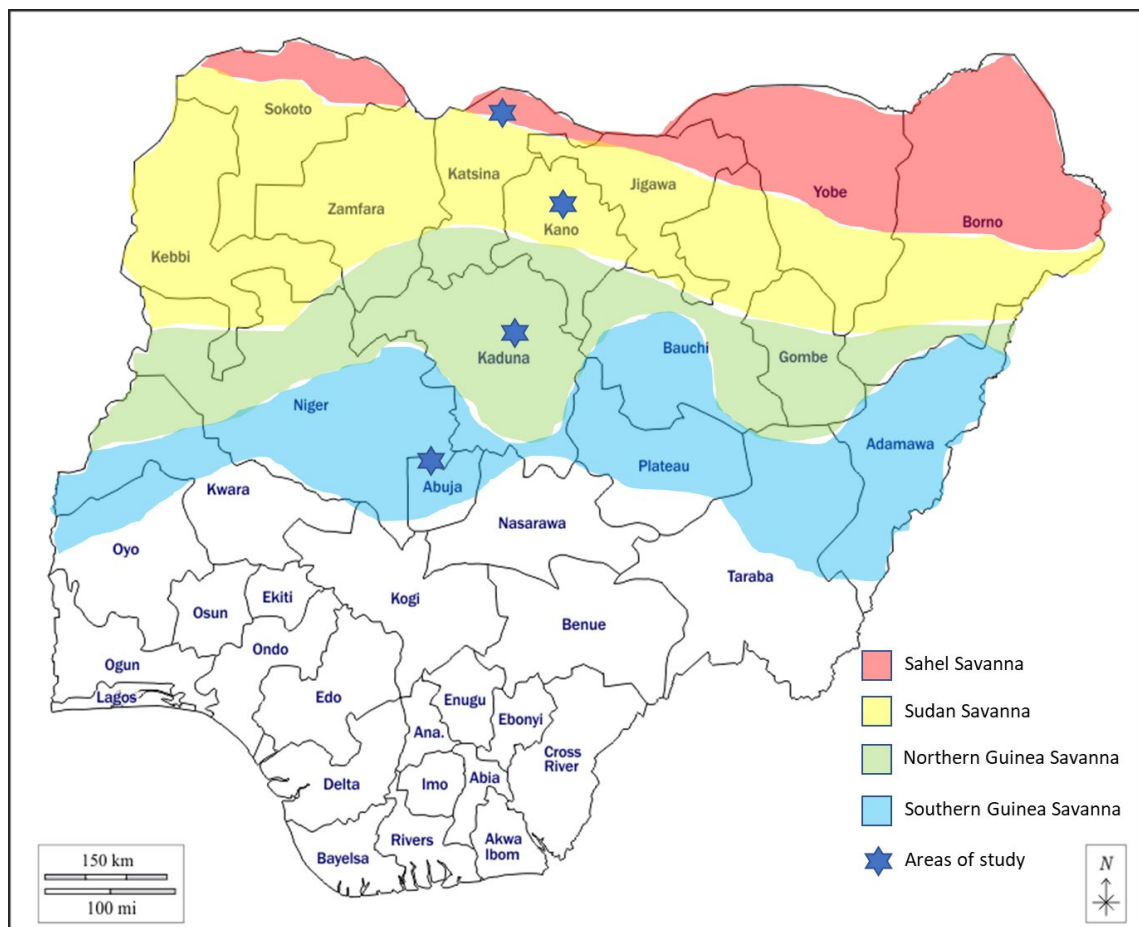 Sokoto
Katsina
Jigawa
Yobe
Zamfara
Kano
Borno
Kebbi
Kaduna
Bauchi
Gombe
Niger
Adamawa
Plateau
Abuja
Kwara
Nasarawa
Oyo
Taraba
Ekiti
Kogi
Osun
Benue
Ondo
Ogun
Sahel Savanna
Lagos
Edo
Enugu
Ebonyi
Sudan Savanna
Ana.
Cross
River
Northern Guinea Savanna
Delta
Imo
Abia
Southern Guinea Savanna
Rivers
Akwa
Ibom
Bayelsa
Areas of study
150 km
100 mi
N